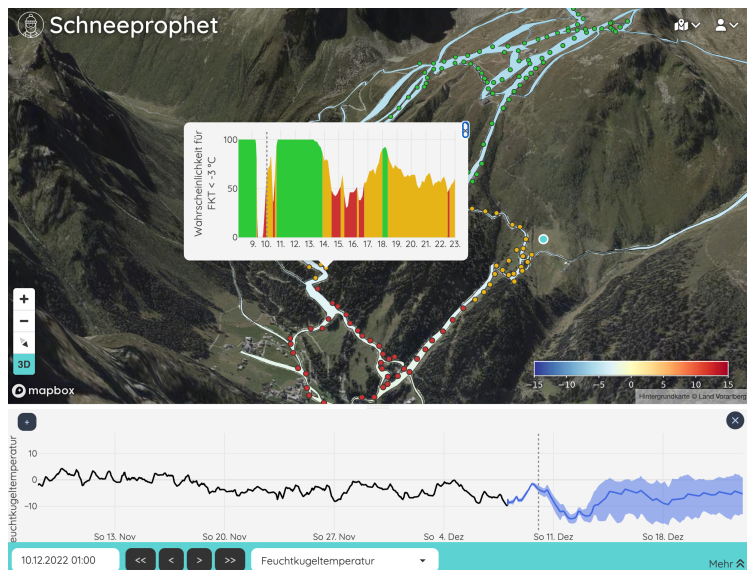 Schneeprophet
Wahrscheinlichkeit für
FKT < -3 °C
100
50
0
9. 10. 11. 12. 13. 14. 15. 16. 17. 18. 19. 20. 21. 22. 23.
+
−
3D
mapbox
−15 −10 −5 0 5 10 15
Hintergrundkarte © Land Vorarlberg
+
euchtkugeltemperatur
10
0
−10
So 13. Nov So 20. Nov So 27. Nov So 4. Dez So 11. Dez So 18. Dez
10.12.2022 01:00 << < > >> Feuchtkugeltemperatur Mehr